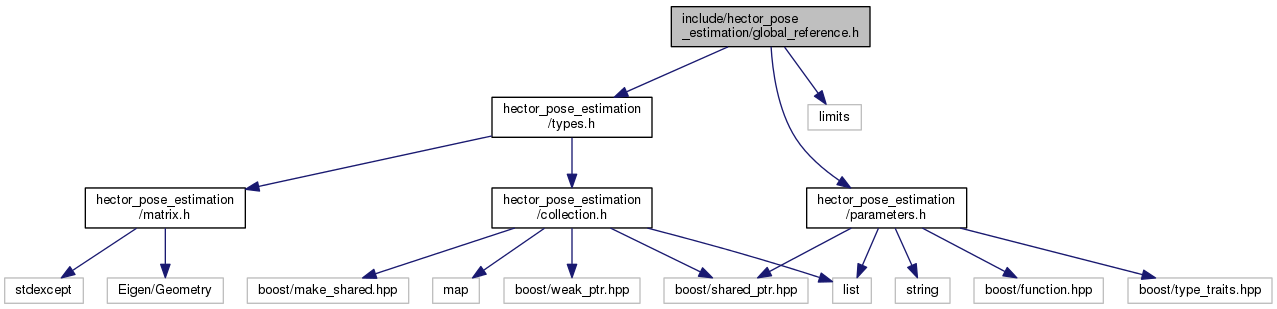 include/hector_pose
_estimation/global_reference.h
hector_pose_estimation
/types.h
limits
hector_pose_estimation
/matrix.h
hector_pose_estimation
/collection.h
hector_pose_estimation
/parameters.h
stdexcept
Eigen/Geometry
boost/make_shared.hpp
map
boost/weak_ptr.hpp
boost/shared_ptr.hpp
list
string
boost/function.hpp
boost/type_traits.hpp